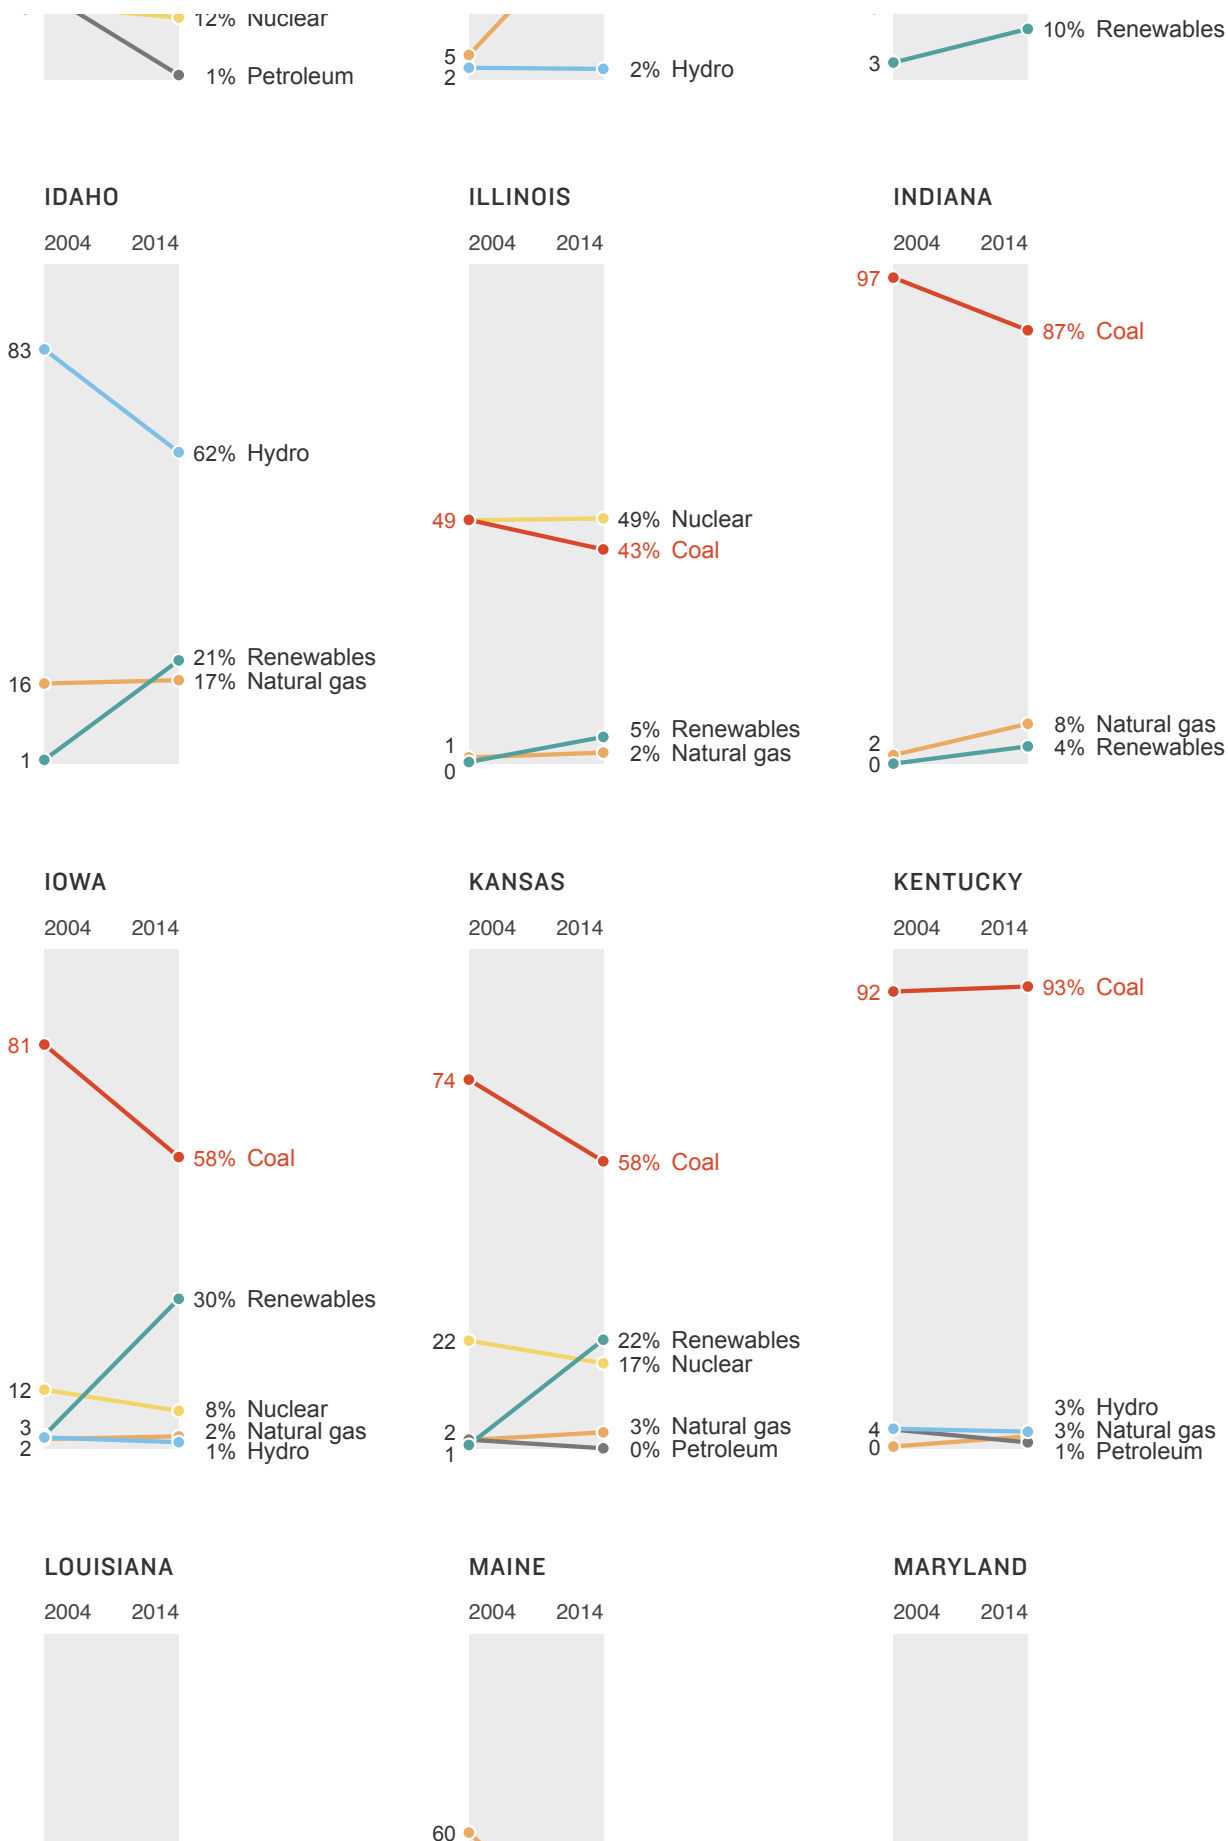 12% Nuclear
1% Petroleum
5
2
2% Hydro
3
10% Renewables
IDAHO
2004 2014
83
62% Hydro
21% Renewables
16
17% Natural gas
1
ILLINOIS
2004 2014
49
49% Nuclear
43% Coal
5% Renewables
1
2% Natural gas
0
INDIANA
2004 2014
97
87% Coal
8% Natural gas
2
4% Renewables
0
IOWA
2004 2014
81
58% Coal
30% Renewables
12
8% Nuclear
3
2% Natural gas
2
1% Hydro
KANSAS
2004 2014
74
58% Coal
22
22% Renewables
17% Nuclear
3% Natural gas
2
0% Petroleum
1
KENTUCKY
2004 2014
92
93% Coal
3% Hydro
4
3% Natural gas
0
1% Petroleum
LOUISIANA
2004 2014
MAINE
2004 2014
60
MARYLAND
2004 2014